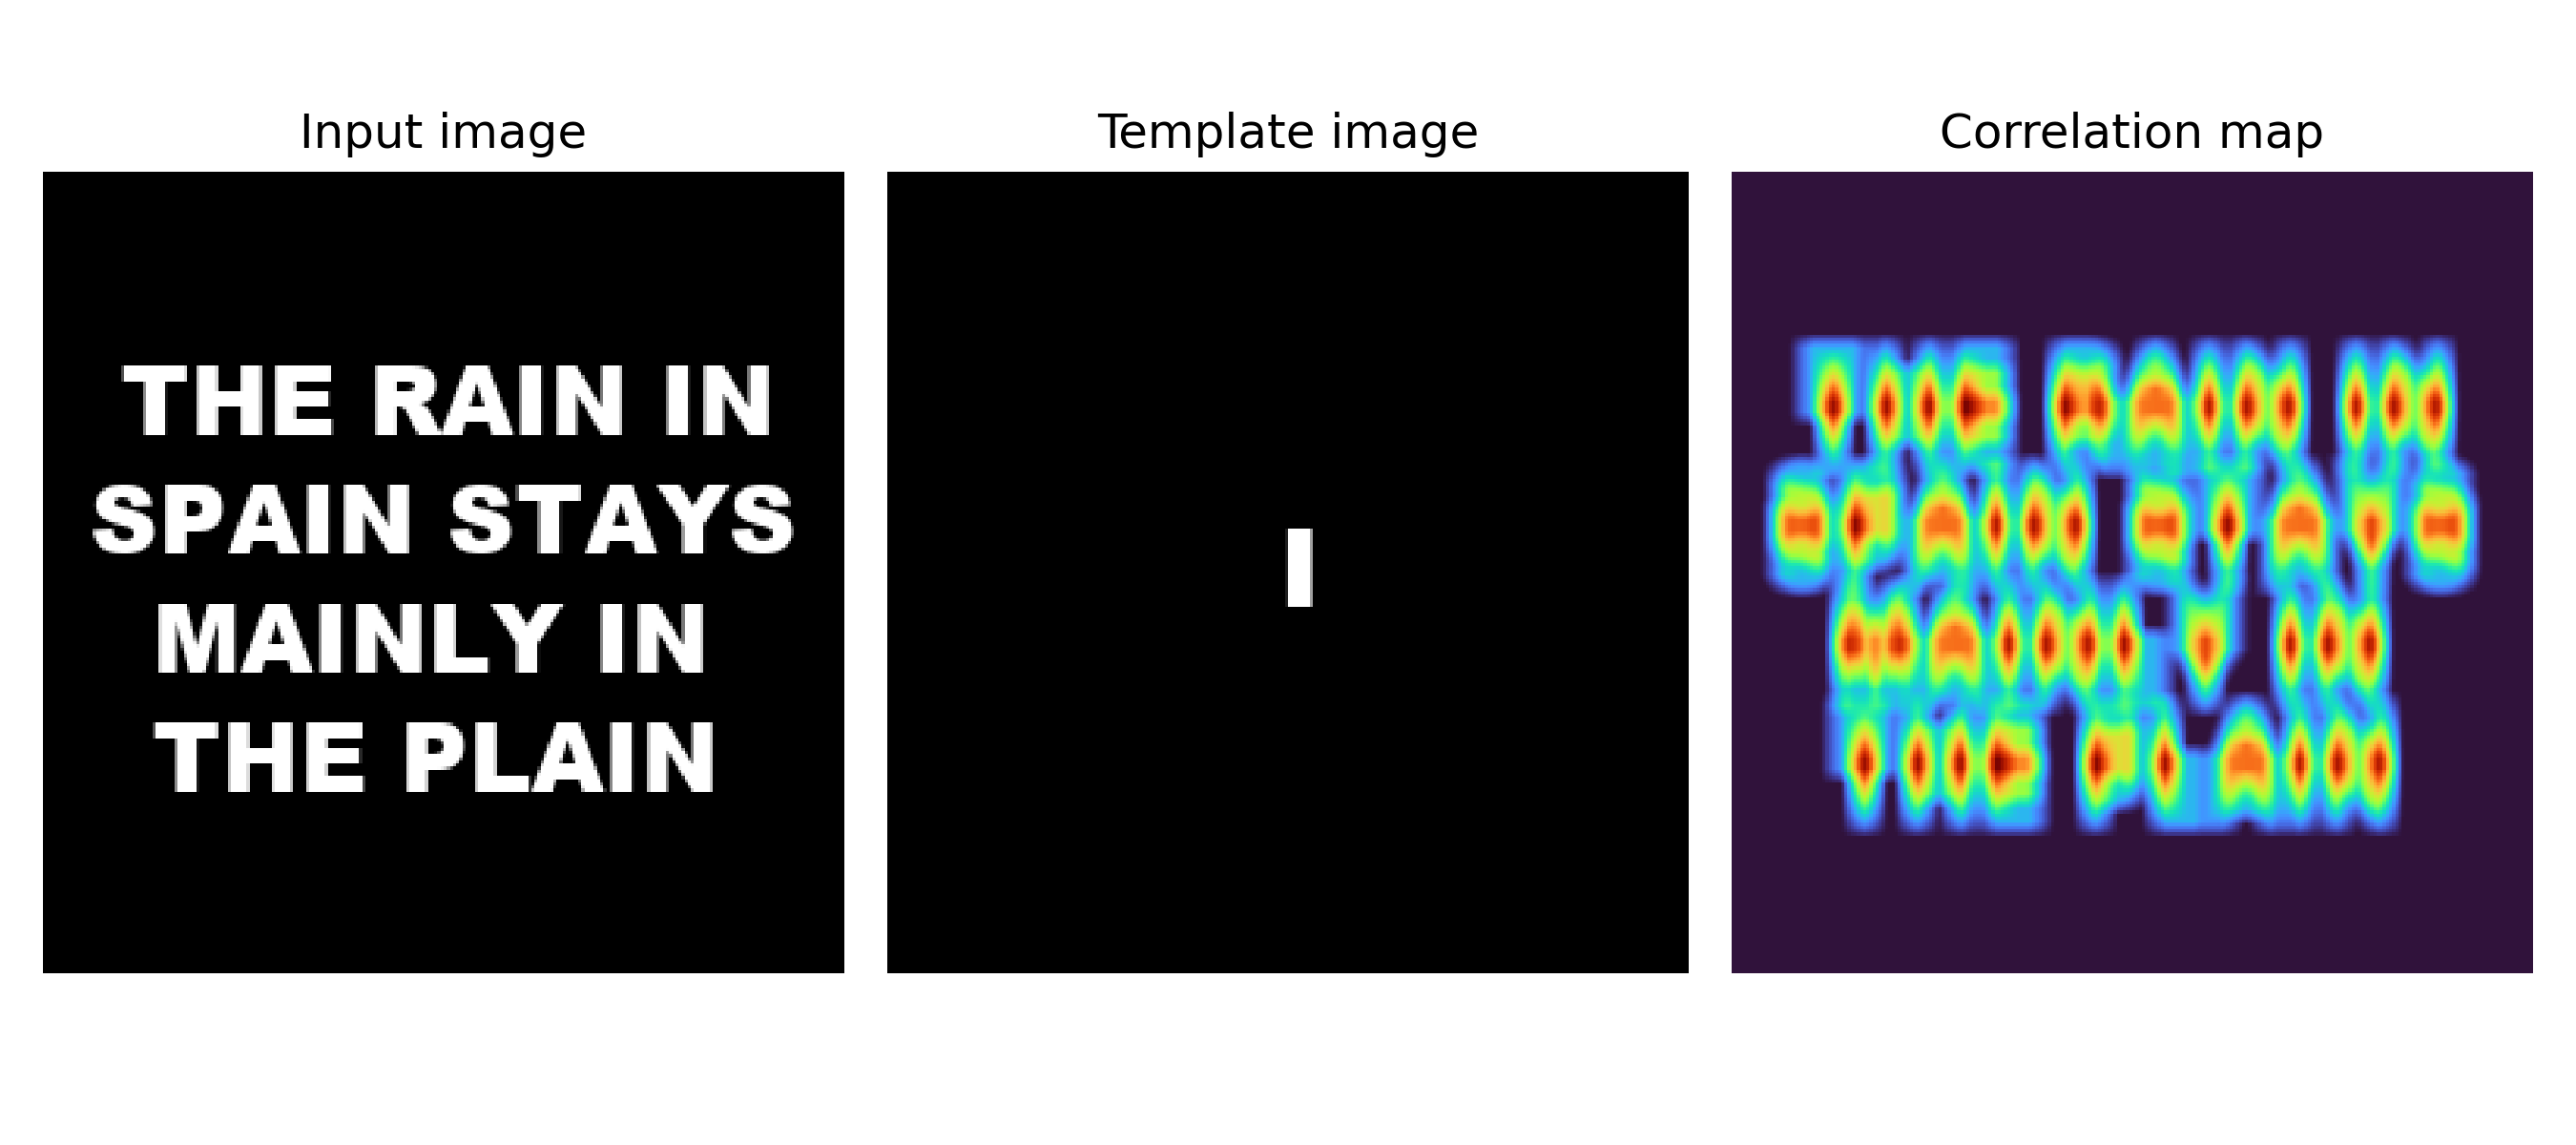 Input image
Template image
Correlation map
THE RAIN IN
SPAIN STAYS
MAINLY IN
THE PLAIN
I